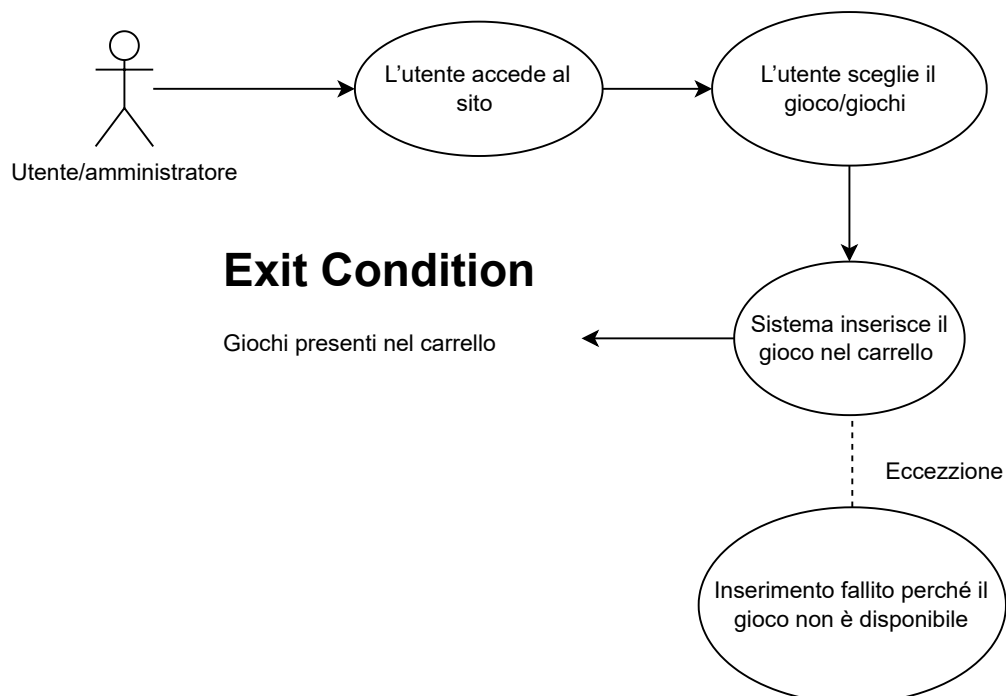 L'utente accede al
sito
L'utente sceglie il
gioco/giochi
Utente/amministratore
Exit Condition
Giochi presenti nel carrello
Sistema inserisce il
gioco nel carrello
Eccezzione
Inserimento fallito perché il
gioco non è disponibile